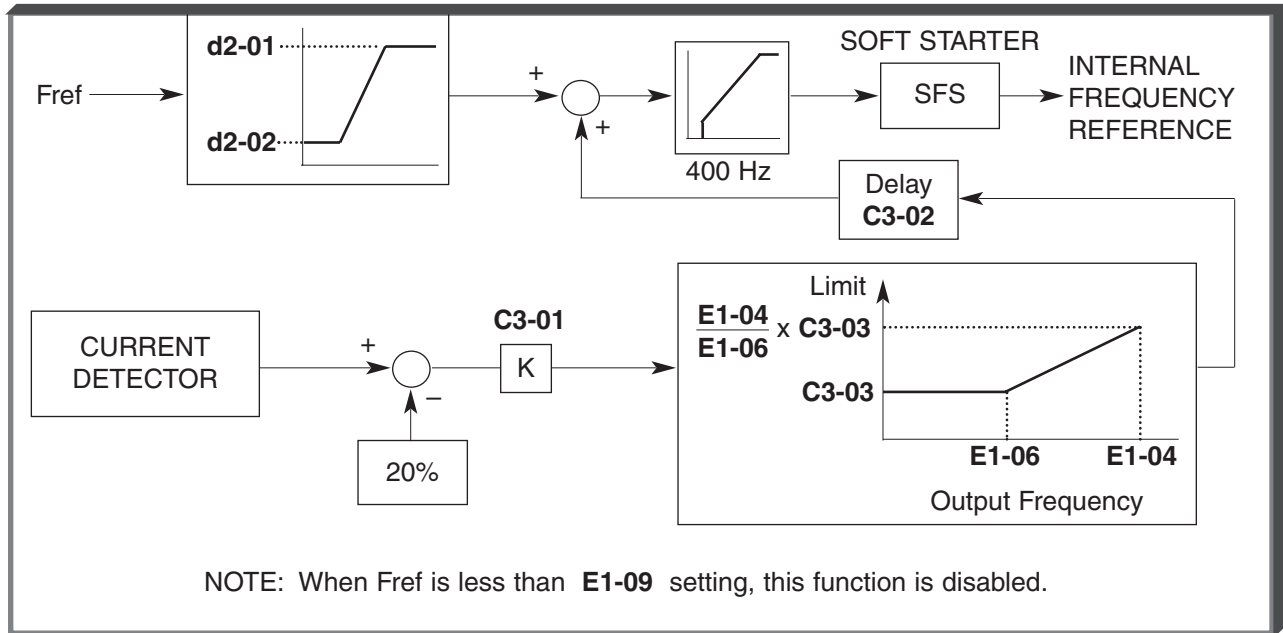 d2-01
Fref
d2-02
+
+
400 Hz
SOFT STARTER
SFS
INTERNAL
FREQUENCY
REFERENCE
Delay
C3-02
CURRENT
DETECTOR
+
−
20%
C3-01
K
Limit
E1-04
E1-06
x C3-03
C3-03
E1-06
E1-04
Output Frequency
NOTE: When Fref is less than E1-09 setting, this function is disabled.